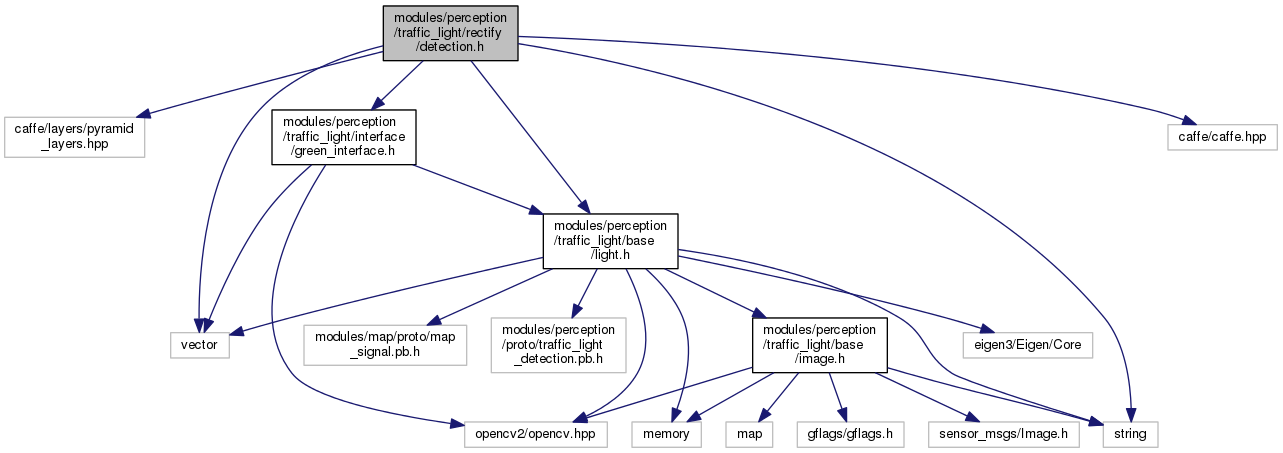 modules/perception
/traffic_light/rectify
/detection.h
caffe/layers/pyramid
_layers.hpp
modules/perception
/traffic_light/interface
/green_interface.h
caffe/caffe.hpp
modules/perception
/traffic_light/base
/light.h
vector
modules/map/proto/map
_signal.pb.h
modules/perception
/proto/traffic_light
_detection.pb.h
modules/perception
/traffic_light/base
/image.h
eigen3/Eigen/Core
opencv2/opencv.hpp
memory
map
gflags/gflags.h
sensor_msgs/Image.h
string